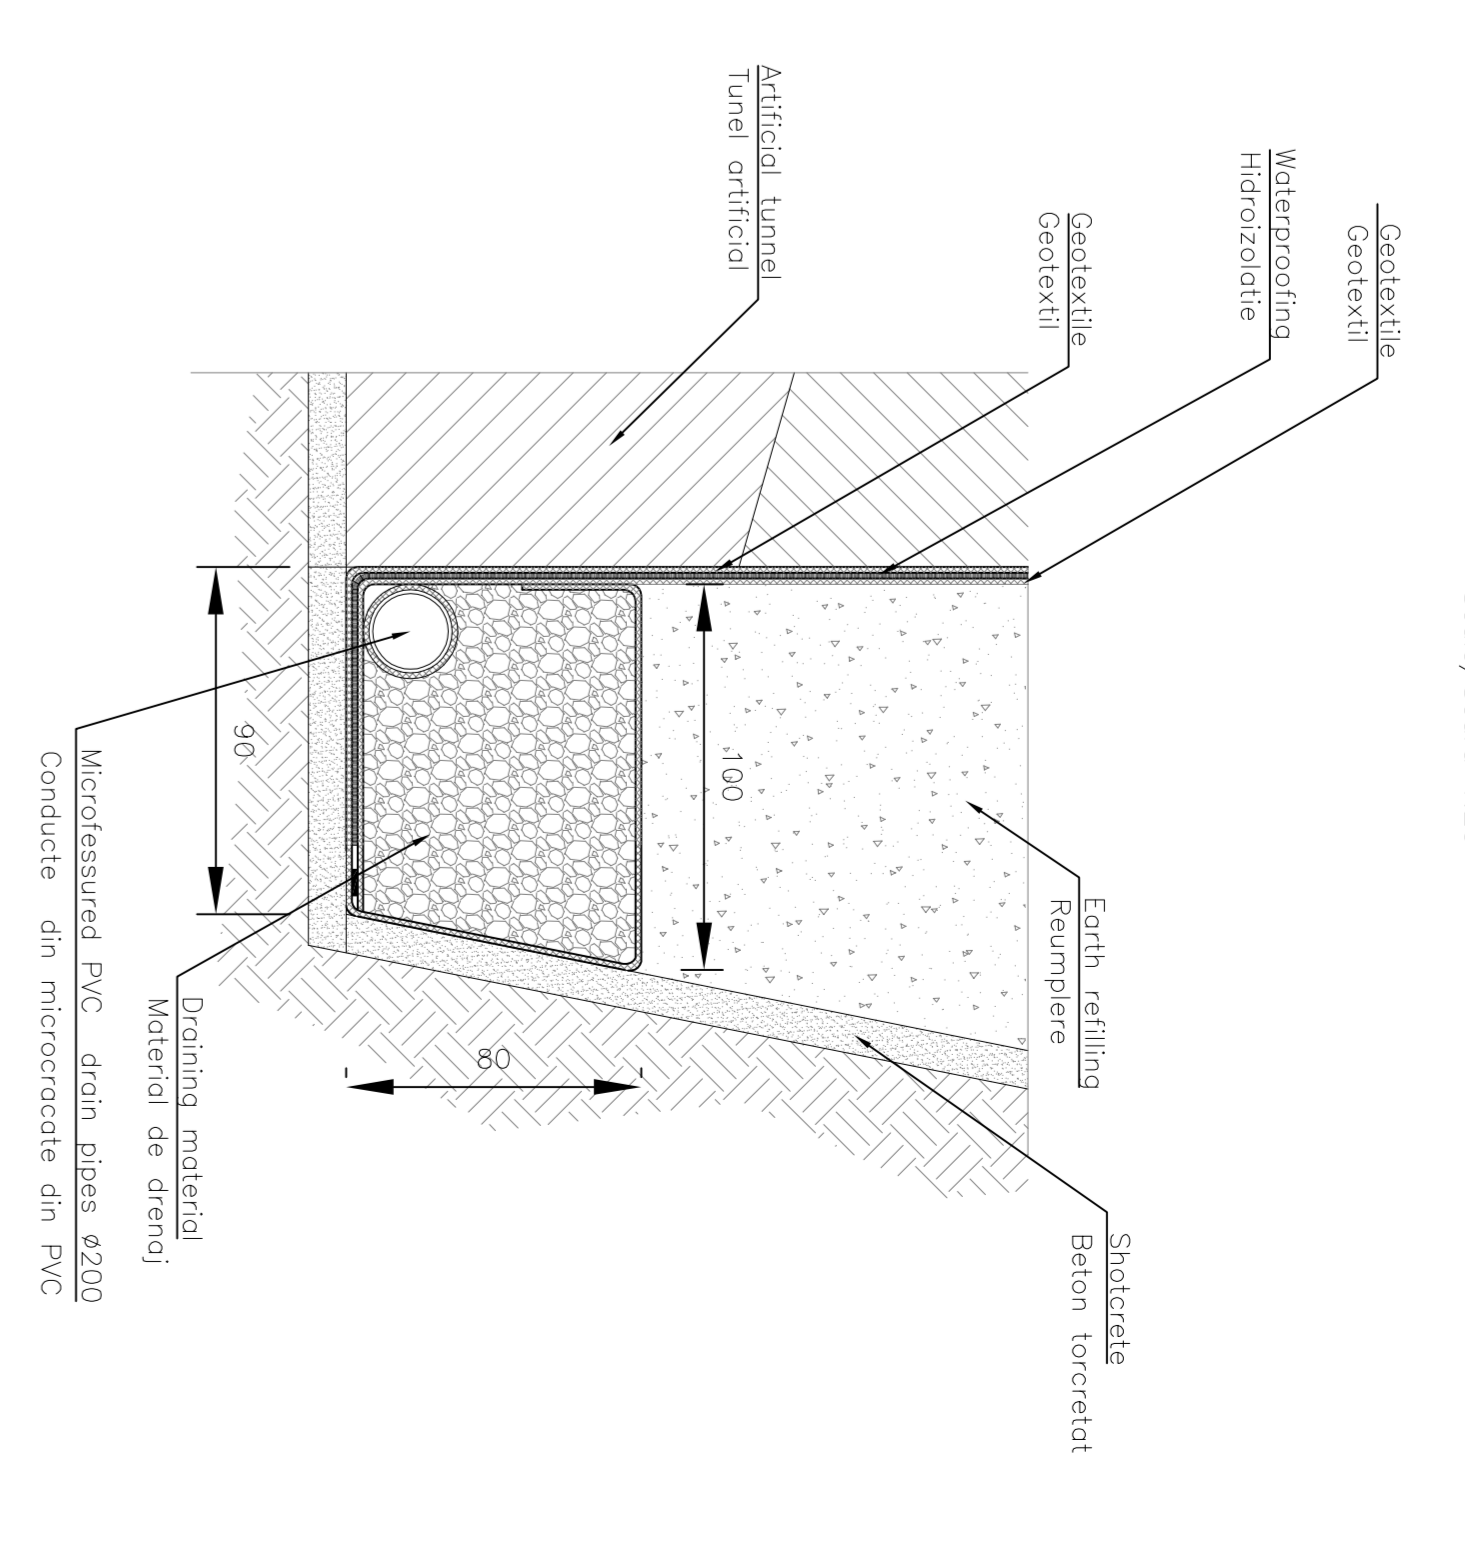 Geotextile
Geotextil
Waterproofing
Hidroizolatie
Geotextile
Geotextil
Artificial tunnel
Tunel artificial
Earth refilling
Reumplere
Shotcrete
Beton torcretat
100
80
90
Draining material
Material de drenaj
Microfessured PVC drain pipes Ø200
Conducte din microcracate din PVC